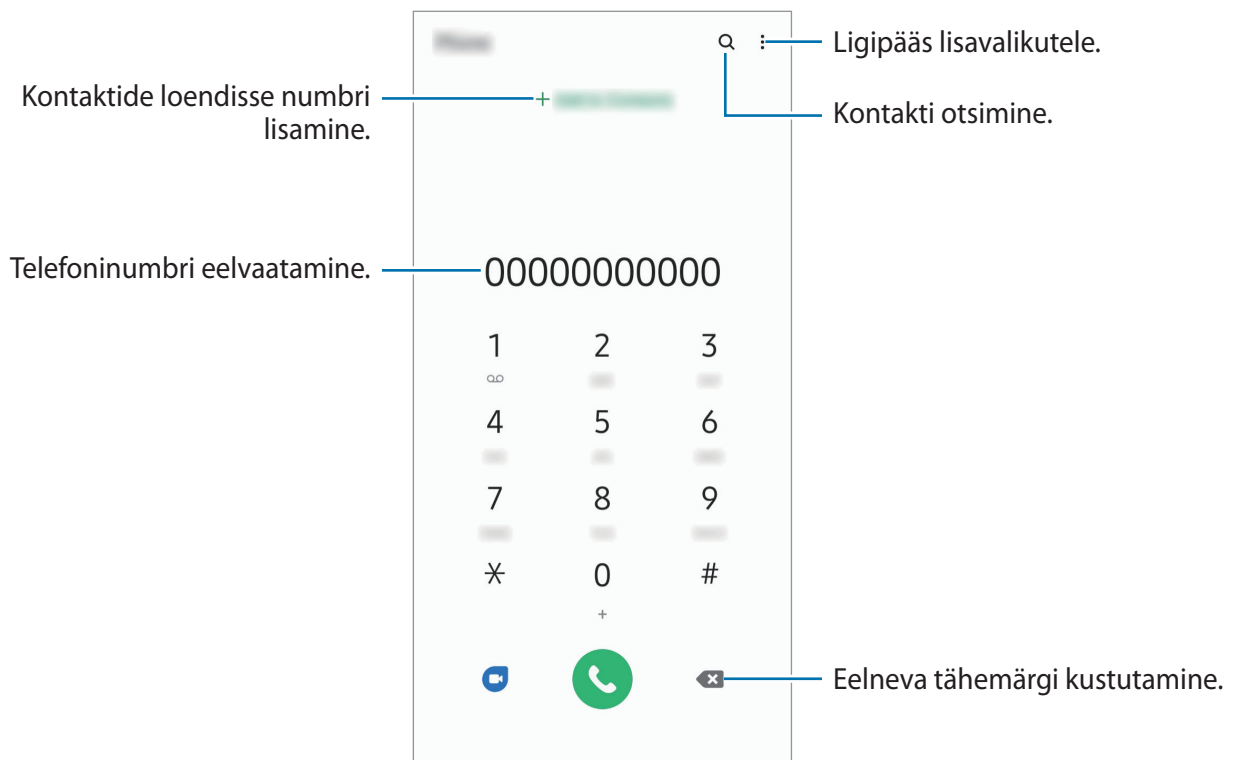 Ligipääs lisavalikutele.
Kontaktide loendisse numbri
lisamine.
Kontakti otsimine.
Telefoninumbri eelvaatamine.
00000000000
1 2 3
4 5 6
7 8 9
* 0 #
+
Eelneva tähemärgi kustutamine.